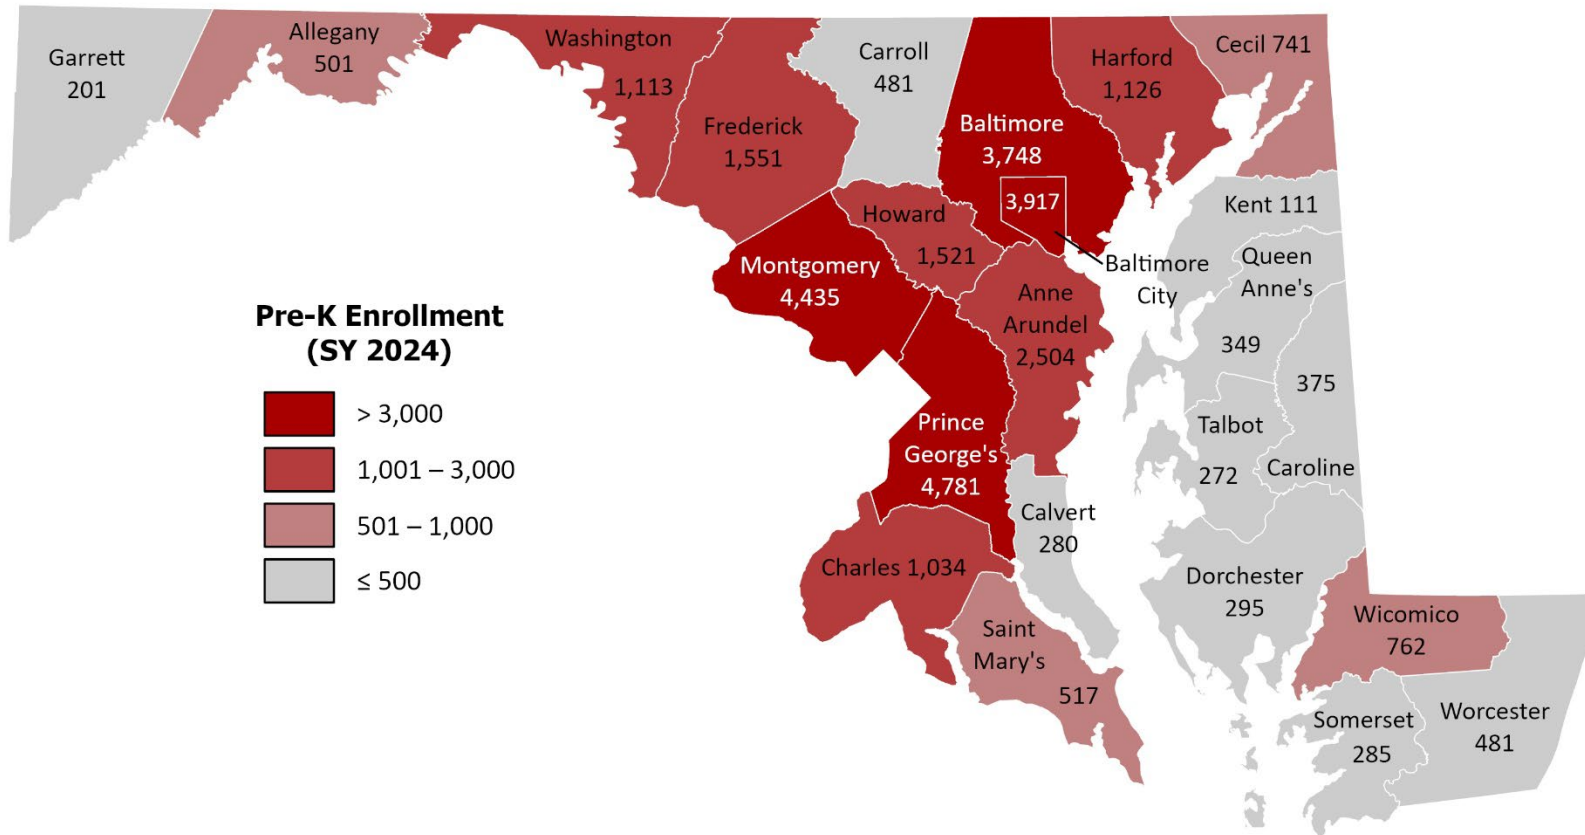 Garrett
201
Allegany
501
Washington
1,113
Frederick
1,551
Carroll
481
Baltimore
3,748
3,917
Baltimore
City
Harford
1,126
Cecil 741
Kent 111
Queen
Anne's
349
Howard
1,521
Montgomery
4,435
Anne
Arundel
2,504
Prince
George's
4,781
Talbot
272
375
Caroline
Calvert
280
Charles 1,034
Saint
Mary's
517
Dorchester
295
Wicomico
762
Somerset
285
Worcester
481
Pre-K Enrollment
(SY 2024)
> 3,000
1,001 – 3,000
501 – 1,000
≤ 500